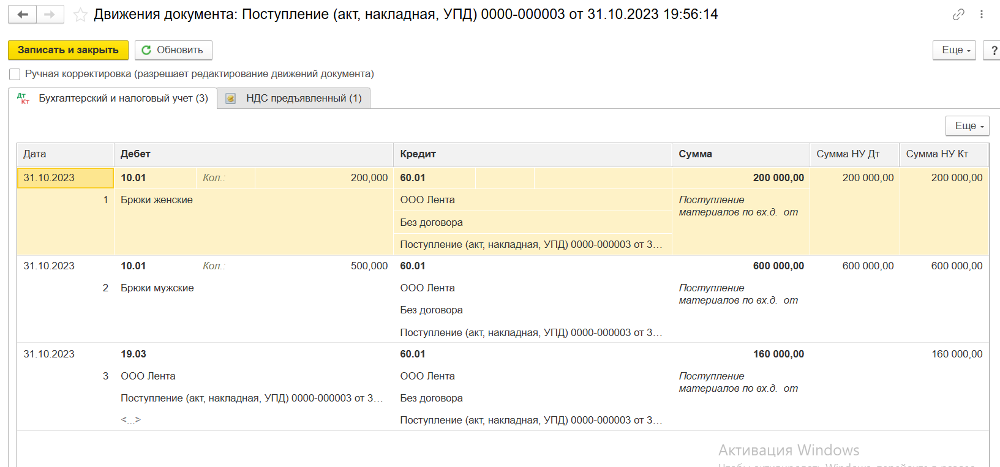 Движения документа: Поступление (акт, накладная, УПД) 0000-000003 от 31.10.2023 19:56:14
Записать и закрыть Обновить Еще ?
Ручная корректировка (разрешает редактирование движений документа)
Дт Кт Бухгалтерский и налоговый учет (3) НДС предъявленный (1)
Еще
Дата Дебет Кредит Сумма Сумма НУ Дт Сумма НУ Кт
31.10.2023 10.01 Кол.: 200,000 60.01 200 000,00 200 000,00 200 000,00
1 Брюки женские ООО Лента Поступление
материалов по вх.д. от
Без договора
Поступление (акт, накладная, УПД) 0000-000003 от 3...
31.10.2023 10.01 Кол.: 500,000 60.01 600 000,00 600 000,00 600 000,00
2 Брюки мужские ООО Лента Поступление
материалов по вх.д. от
Без договора
Поступление (акт, накладная, УПД) 0000-000003 от 3...
31.10.2023 19.03 60.01 160 000,00 160 000,00
3 ООО Лента ООО Лента Поступление
материалов по вх.д. от
Поступление (акт, накладная, УПД) 0000-000003 от 3... Без договора
<...> Поступление (акт, накладная, УПД) 0000-000003 от 3...
Активация Windows